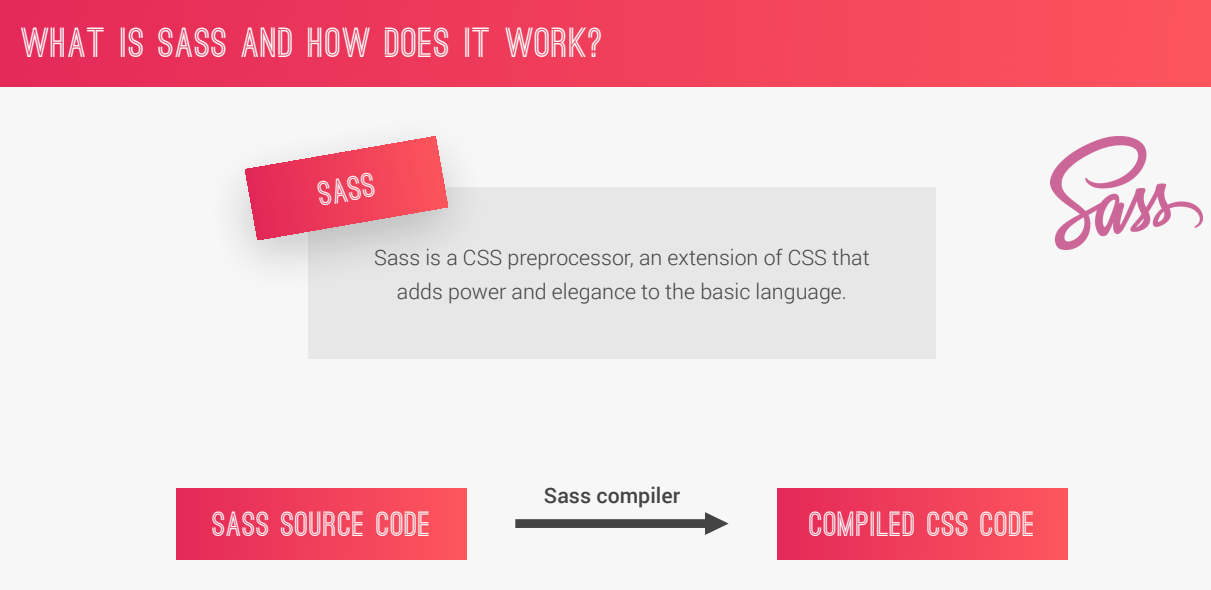 WHAT IS SASS AND HOW DOES IT WORK?
SASS
Sass
Sass is a CSS preprocessor, an extension of CSS that
adds power and elegance to the basic language.
Sass compiler
SASS SOURCE CODE
COMPILED CSS CODE